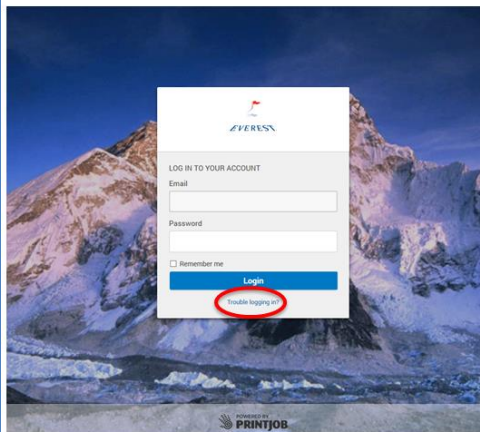 EVEREST
LOG IN TO YOUR ACCOUNT
Email
Password
Remember me
Login
Trouble logging in?
POWERED BY
PRINTJOB